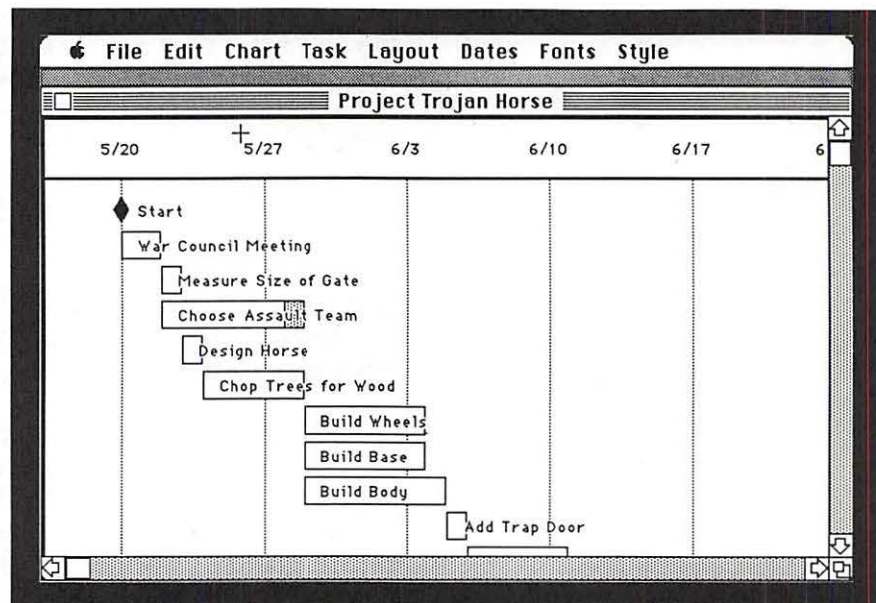 File Edit Chart Task Layout Dates Fonts Style
Project Trojan Horse
5/20 5/27 6/3 6/10 6/17 6
Start
War Council Meeting
Measure Size of Gate
Choose Assault Team
Design Horse
Chop Trees for Wood
Build Wheels
Build Base
Build Body
Add Trap Door